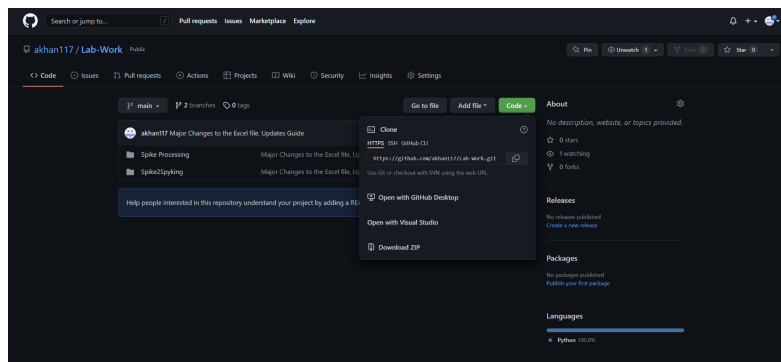 Search or jump to... /
Pull requests Issues Marketplace Explore
akhan117 / Lab-Work Public
Pin Unwatch 1 Fork 0 Star 0
<> Code Issues Pull requests Actions Projects Wiki Security Insights Settings
main 2 branches 0 tags Go to file Add file Code
akhan117 Major Changes to the Excel file, Updates Guide
Spike Processing Major Changes to the Excel file, Up
Spike2Spyking Major Changes to the Excel file, Up
Help people interested in this repository understand your project by adding a RE
Clone
HTTPS SSH GitHub CLI
https://github.com/akhan117/Lab-Work.git
Use Git or checkout with SVN using the web URL.
Open with GitHub Desktop
Open with Visual Studio
Download ZIP
About
No description, website, or topics provided.
0 stars
1 watching
0 forks
Releases
No releases published
Create a new release
Packages
No packages published
Publish your first package
Languages
Python 100.0%